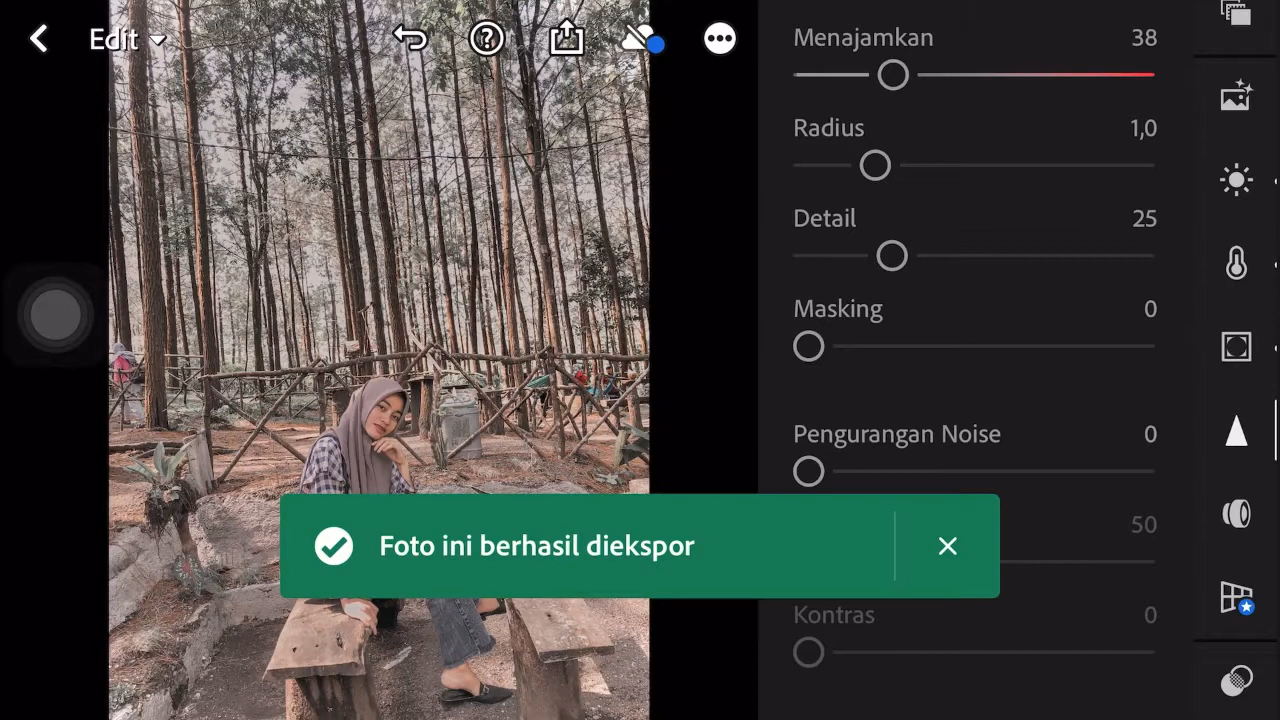 Edit
Menajamkan 38
Radius 1,0
Detail 25
Masking 0
Pengurangan Noise 0
50
Foto ini berhasil diekspor
Kontras 0